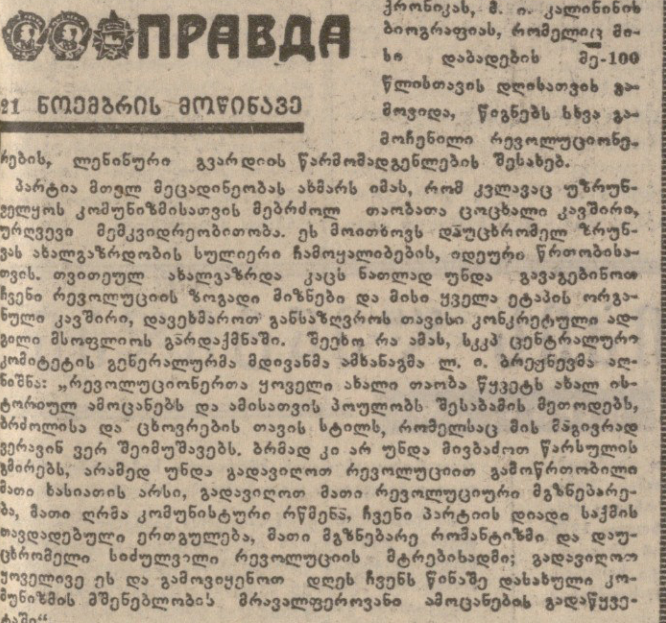 ПРАВДА
21 ნოემბრის მოწინავე
ქრონიკას, მ. ი. კალინინის
ბიოგრაფიას, რომელიც მი-
სი დაბადების მე-100
წლისთავის დღისათვის გა-
მოვიდა, წიგნებს სხვა გა-
მოჩენილი რევოლუციონე-
რების, ლენინური გვარდიის წარმომადგენლების შესახებ.
პარტია მთელ მეცადინეობას ახმარს იმას, რომ კვლავაც უზრუნ-
ველყოს კომუნიზმისათვის მებრძოლ თაობათა ცოცხალი კავშირი,
ურღვევი მემკვიდრეობითობა. ეს მოითხოვს დაუცხრომელ ზრუნ-
ვას ახალგაზრდობის სულიერი ჩამოყალიბების, იდეური წრთობისა-
თვის. თვითეულ ახალგაზრდა კაცს ნათლად უნდა გავაგებინოთ
ჩვენი რევოლუციის ზოგადი მიზნები და მისი ყველა ეტაპის ორგა-
ნული კავშირი, დავეხმაროთ განსაზღვროს თავისი კონკრეტული ად-
გილი მსოფლიოს გარდაქმნაში. შეეხო რა ამას, სკკპ ცენტრალური
კომიტეტის გენერალურმა მდივანმა ამხანაგმა ლ. ი. ბრეჟნევმა აღ-
ნიშნა: „რევოლუციონერთა ყოველი ახალი თაობა წყვეტს ახალ ის-
ტორიულ ამოცანებს და ამისათვის პოულობს შესაბამის მეთოდებს,
ბრძოლისა და ცხოვრების თავის სტილს, რომელსაც მის მაგივრად
ვერავინ ვერ შეიმუშავებს. ბრმად კი არ უნდა მივბაძოთ წარსულის
გმირებს, არამედ უნდა გადავიღოთ რევოლუციით გამოწრთობილი
მათი ხასიათის არსი, გადავიღოთ მათი რევოლუციური მგზნებარე-
ბა, მათი ღრმა კომუნისტური რწმენა, ჩვენი პარტიის დიადი საქმის
თავდადებული ერთგულება, მათი მგზნებარე რომანტიზმი და დაუ-
ცხრომელი სიძულვილი რევოლუციის მტრებისადმი; გადავიღოთ
ყოველივე ეს და გამოვიყენოთ დღეს ჩვენს წინაშე დასახული კო-
მუნიზმის მშენებლობის მრავალფეროვანი ამოცანების გადაწყვე-
ტაში“